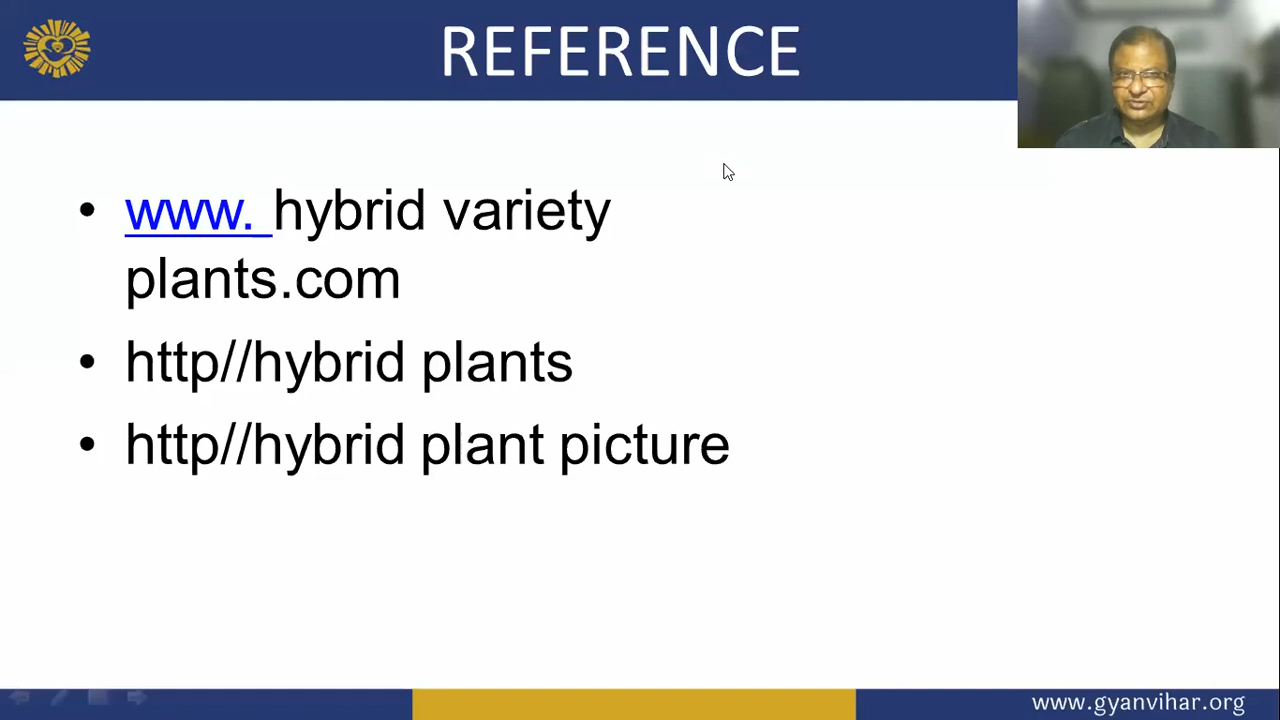 REFERENCE
• www. hybrid variety
plants.com
• http//hybrid plants
• http//hybrid plant picture
www.gyanvihar.org